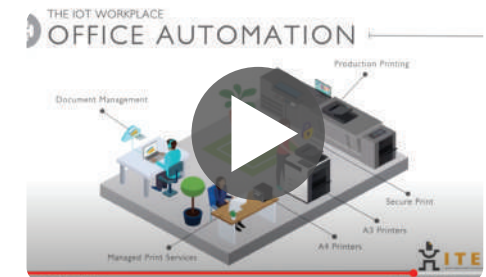 THE IOT WORKPLACE
OFFICE AUTOMATION
Production Printing
Document Management
Secure Print
A3 Printers
A4 Printers
Managed Print Services
ITE